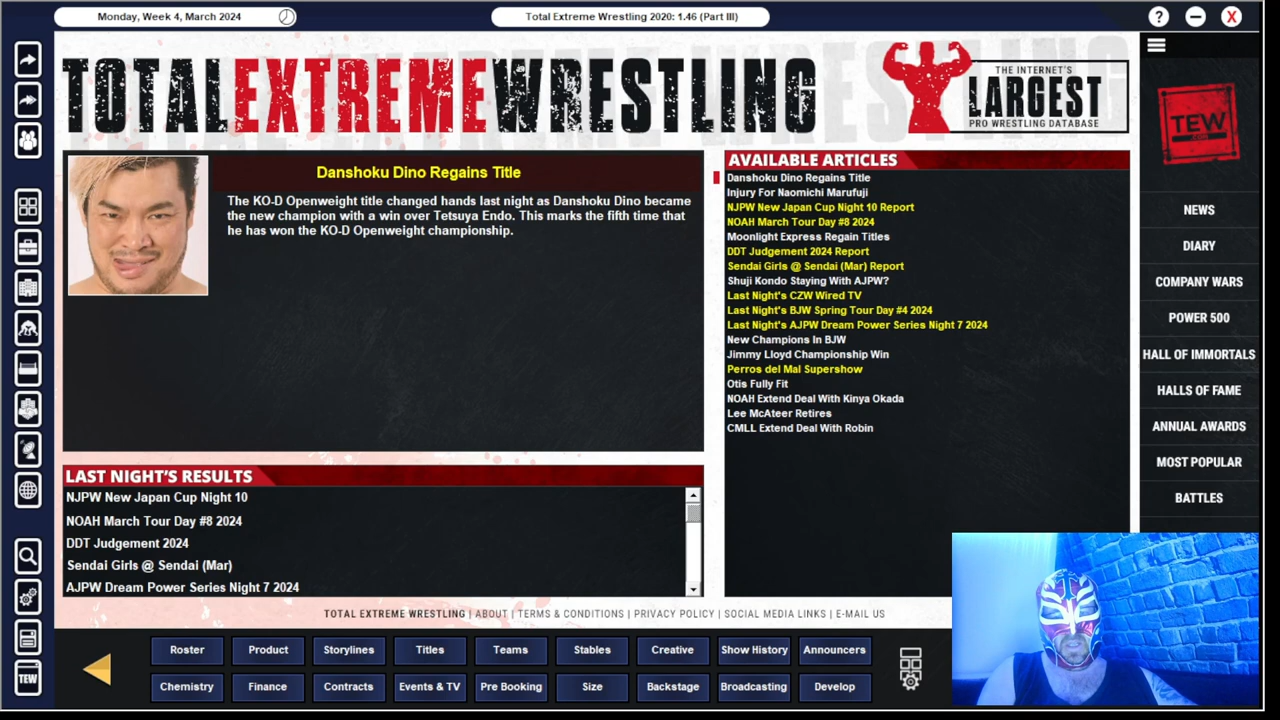 Monday, Week 4, March 2024
Total Extreme Wrestling 2020: 1.46 (Part III)
?
X
TOTALEXTREMEWRESTLING
THE INTERNET'S
LARGEST
PRO WRESTLING DATABASE
TEW
.COM
Danshoku Dino Regains Title
The KO-D Openweight title changed hands last night as Danshoku Dino became
the new champion with a win over Tetsuya Endo. This marks the fifth time that
he has won the KO-D Openweight championship.
AVAILABLE ARTICLES
Danshoku Dino Regains Title
Injury For Naomichi Marufuji
NJPW New Japan Cup Night 10 Report
NOAH March Tour Day #8 2024
Moonlight Express Regain Titles
DDT Judgement 2024 Report
Sendai Girls @ Sendai (Mar) Report
Shuji Kondo Staying With AJPW?
Last Night's CZW Wired TV
Last Night's BJW Spring Tour Day #4 2024
Last Night's AJPW Dream Power Series Night 7 2024
New Champions In BJW
Jimmy Lloyd Championship Win
Perros del Mal Supershow
Otis Fully Fit
NOAH Extend Deal With Kinya Okada
Lee McAteer Retires
CMLL Extend Deal With Robin
NEWS
DIARY
COMPANY WARS
POWER 500
HALL OF IMMORTALS
HALLS OF FAME
ANNUAL AWARDS
MOST POPULAR
BATTLES
LAST NIGHT'S RESULTS
NJPW New Japan Cup Night 10
NOAH March Tour Day #8 2024
DDT Judgement 2024
Sendai Girls @ Sendai (Mar)
AJPW Dream Power Series Night 7 2024
TOTAL EXTREME WRESTLING | ABOUT | TERMS & CONDITIONS | PRIVACY POLICY | SOCIAL MEDIA LINKS | E-MAIL US
TEW
Roster Product Storylines Titles Teams Stables Creative Show History Announcers
Chemistry Finance Contracts Events & TV Pre Booking Size Backstage Broadcasting Develop